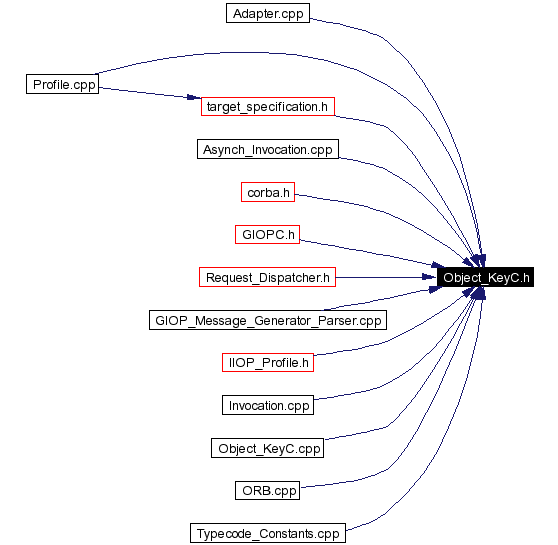 Adapter.cpp
Profile.cpp
target_specification.h
Asynch_Invocation.cpp
corba.h
GIOPC.h
Object_KeyC.h
Request_Dispatcher.h
GIOP_Message_Generator_Parser.cpp
IIOP_Profile.h
Invocation.cpp
Object_KeyC.cpp
ORB.cpp
Typecode_Constants.cpp